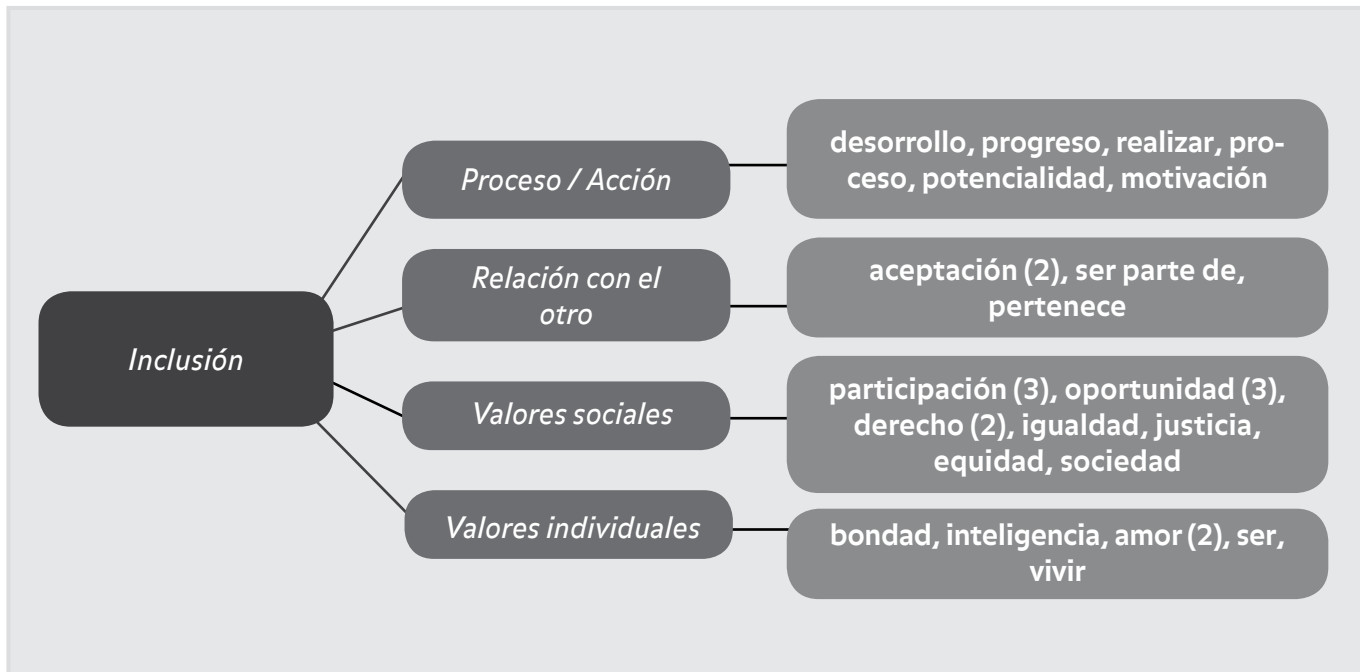 Inclusión
Proceso / Acción
desorrollo, progreso, realizar, pro-
ceso, potencialidad, motivación
Relación con el
otro
aceptación (2), ser parte de,
pertenece
Valores sociales
participación (3), oportunidad (3),
derecho (2), igualdad, justicia,
equidad, sociedad
Valores individuales
bondad, inteligencia, amor (2), ser,
vivir